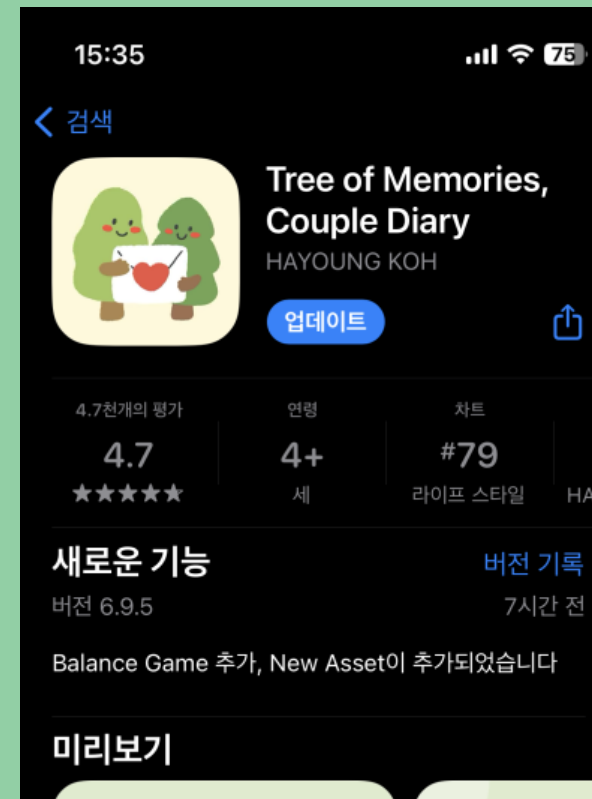 15:35
75
검색
Tree of Memories,
Couple Diary
HAYOUNG KOH
업데이트
4.7천개의 평가
연령
차트
4.7
4+
#79
★★★★★
세
라이프 스타일
HA
새로운 기능
버전 기록
버전 6.9.5
7시간 전
Balance Game 추가, New Asset이 추가되었습니다
미리보기